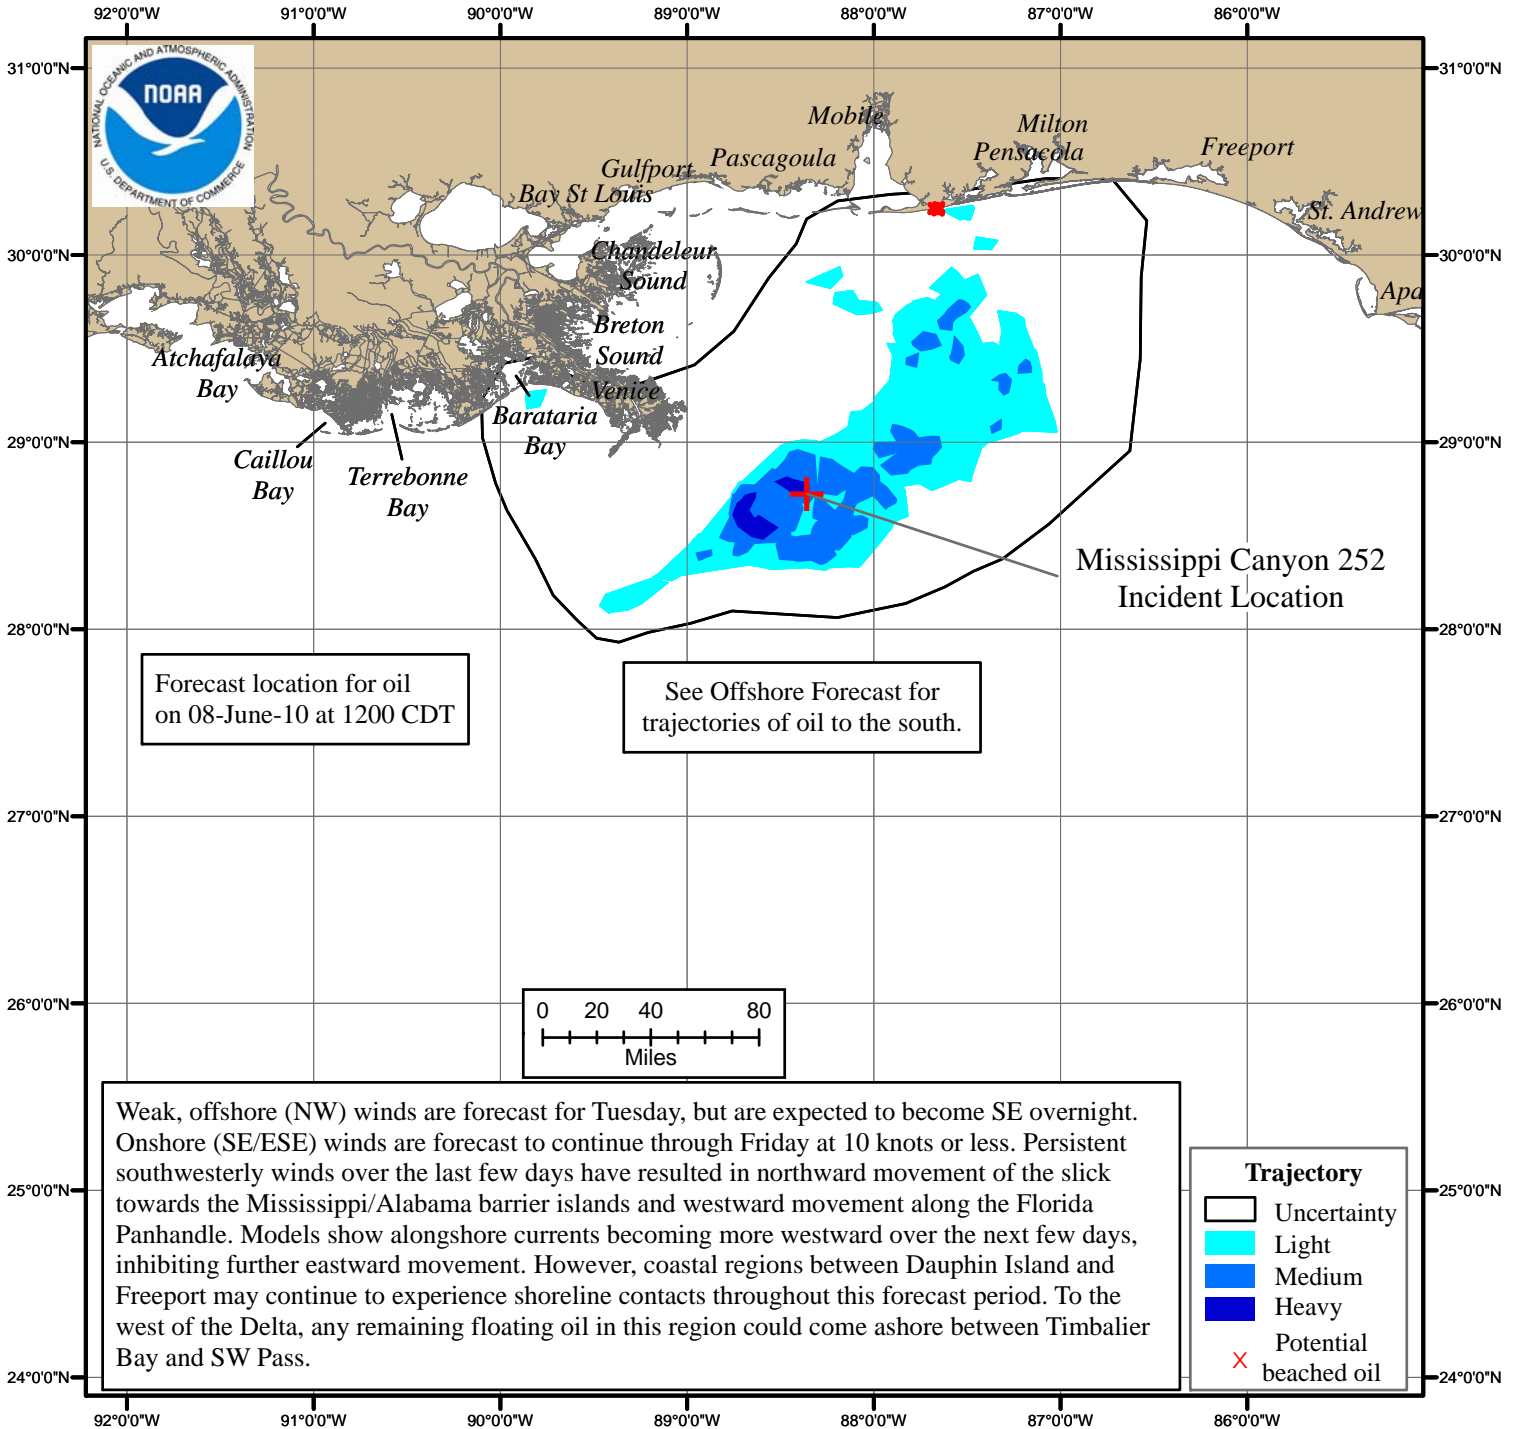 92°0'0"W 91°0'0"W 90°0'0"W 89°0'0"W 88°0'0"W 87°0'0"W 86°0'0"W
31°0'0"N 31°0'0"N
NATIONAL OCEANIC AND ATMOSPHERIC ADMINISTRATION
NOAA
U.S. DEPARTMENT OF COMMERCE
Mobile
Milton
Pensacola
Freeport
Pascagoula
Gulfport
Bay St Louis
St. Andrew
30°0'0"N 30°0'0"N
Chandeleur
Sound
Apa
Breton
Sound
Atchafalaya
Bay
Venice
Barataria
Bay
29°0'0"N 29°0'0"N
Caillou
Bay
Terrebonne
Bay
Mississippi Canyon 252
Incident Location
28°0'0"N 28°0'0"N
Forecast location for oil
on 08-June-10 at 1200 CDT
See Offshore Forecast for
trajectories of oil to the south.
27°0'0"N 27°0'0"N
26°0'0"N 26°0'0"N
0 20 40 80
Miles
Weak, offshore (NW) winds are forecast for Tuesday, but are expected to become SE overnight.
Onshore (SE/ESE) winds are forecast to continue through Friday at 10 knots or less. Persistent
southwesterly winds over the last few days have resulted in northward movement of the slick
towards the Mississippi/Alabama barrier islands and westward movement along the Florida
Panhandle. Models show alongshore currents becoming more westward over the next few days,
inhibiting further eastward movement. However, coastal regions between Dauphin Island and
Freeport may continue to experience shoreline contacts throughout this forecast period. To the
west of the Delta, any remaining floating oil in this region could come ashore between Timbalier
Bay and SW Pass.
25°0'0"N 25°0'0"N
Trajectory
Uncertainty
Light
Medium
Heavy
X Potential
beached oil
24°0'0"N 24°0'0"N
92°0'0"W 91°0'0"W 90°0'0"W 89°0'0"W 88°0'0"W 87°0'0"W 86°0'0"W